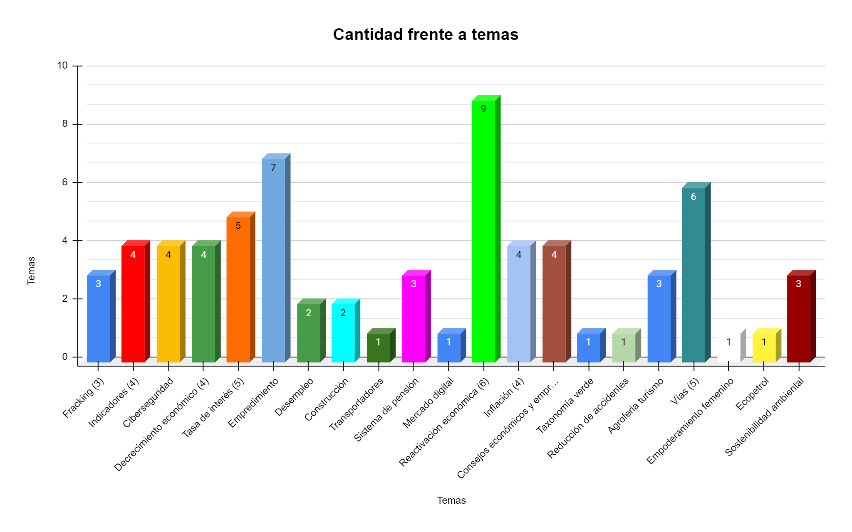 Cantidad frente a temas
10
8
6
4
2
0
Temas
3
4
4
4
5
7
2
2
1
3
1
9
4
4
1
1
3
6
1
1
3
Fracking (3)
Indicadores (4)
Ciberseguridad
Decrecimiento económico (4)
Tasa de interés (5)
Empredimiento
Desempleo
Construcción
Transportadores
Sistema de pensión
Mercado digital
Reactivación económica (6)
Inflación (4)
Consejos económicos y empr…
Taxonomía verde
Reducción de accidentes
Agroferia turismo
Vías (5)
Empoderamiento femenino
Ecopetrol
Sostenibilidad ambiental
Temas